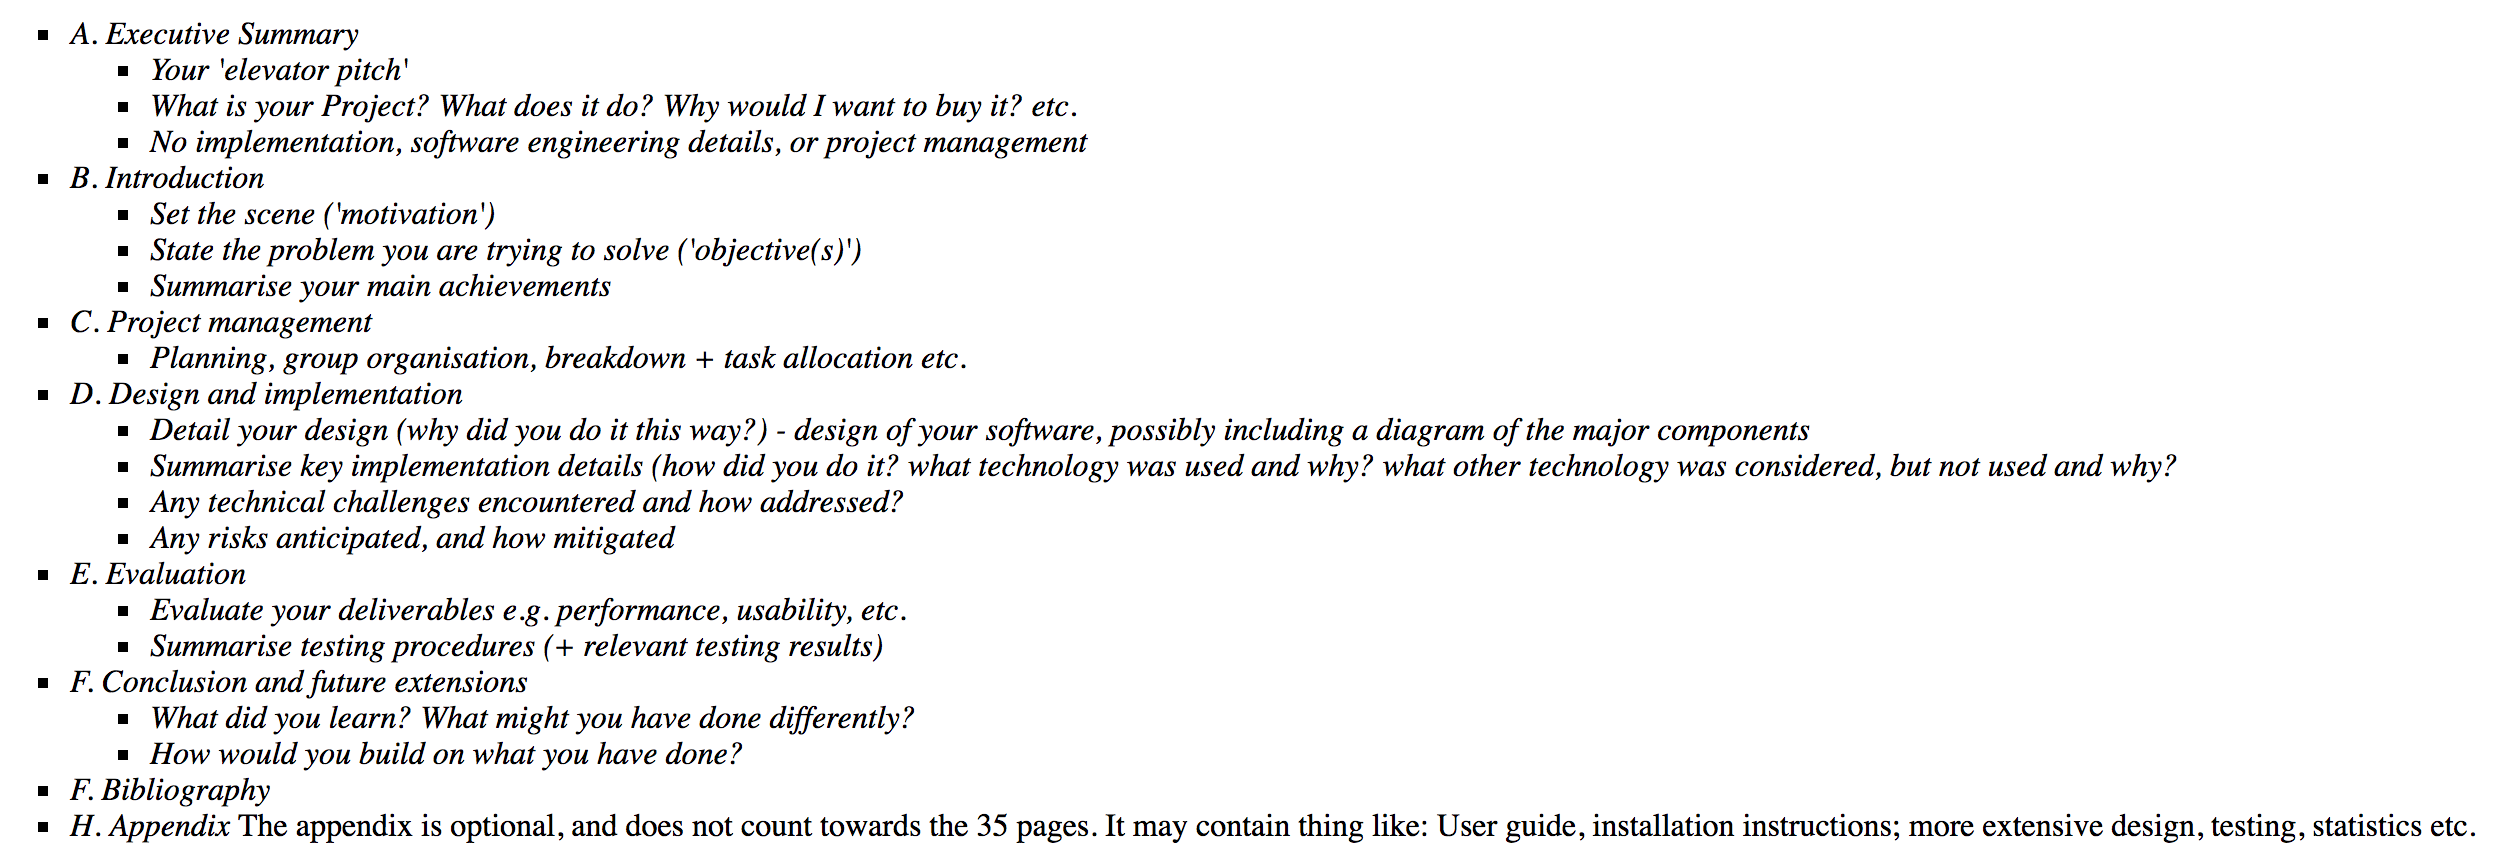 A. Executive Summary
Your 'elevator pitch'
What is your Project? What does it do? Why would I want to buy it? etc.
No implementation, software engineering details, or project management
B. Introduction
Set the scene ('motivation')
State the problem you are trying to solve ('objective(s)')
Summarise your main achievements
C. Project management
Planning, group organisation, breakdown + task allocation etc.
D. Design and implementation
Detail your design (why did you do it this way?) - design of your software, possibly including a diagram of the major components
Summarise key implementation details (how did you do it? what technology was used and why? what other technology was considered, but not used and why?
Any technical challenges encountered and how addressed?
Any risks anticipated, and how mitigated
E. Evaluation
Evaluate your deliverables e.g. performance, usability, etc.
Summarise testing procedures (+ relevant testing results)
F. Conclusion and future extensions
What did you learn? What might you have done differently?
How would you build on what you have done?
F. Bibliography
H. Appendix The appendix is optional, and does not count towards the 35 pages. It may contain thing like: User guide, installation instructions; more extensive design, testing, statistics etc.